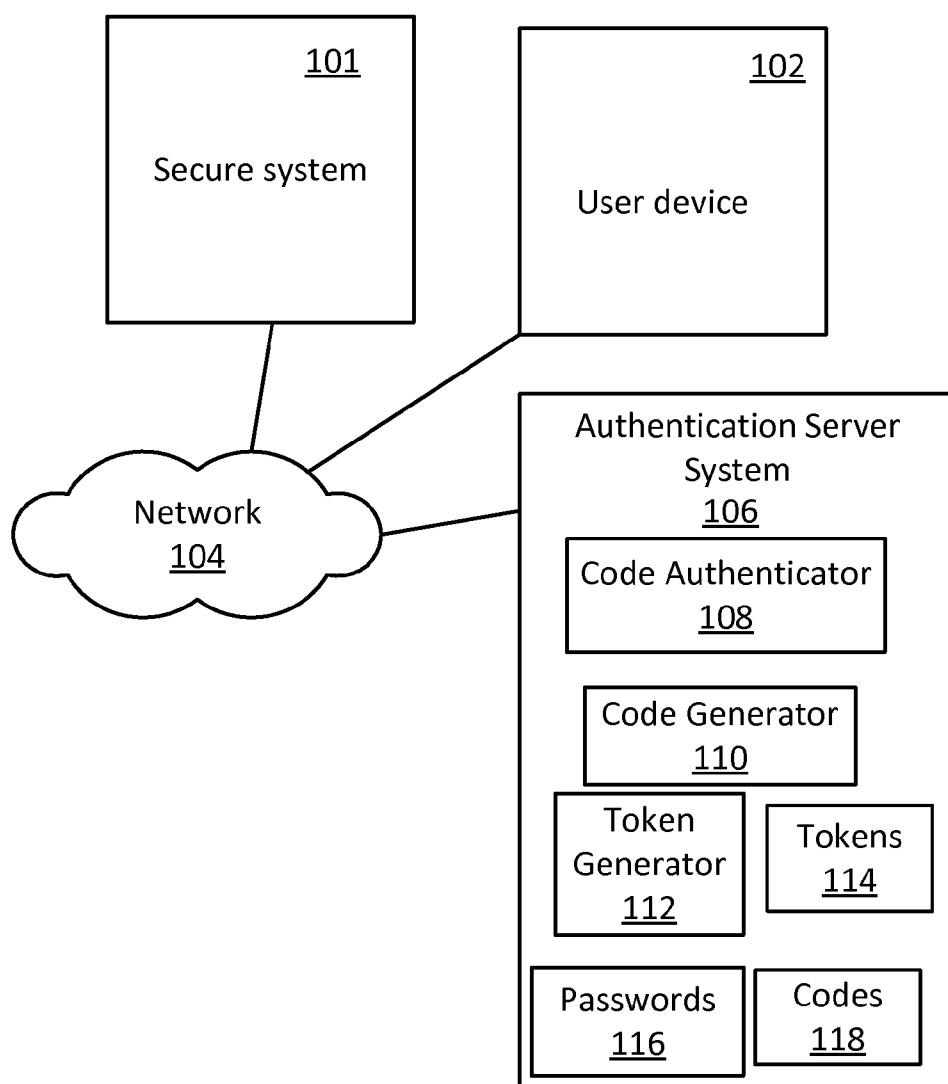 101
Secure system
102
User device
Network
104
Authentication Server
System
106
Code Authenticator
108
Code Generator
110
Token
Generator
112
Tokens
114
Passwords
116
Codes
118